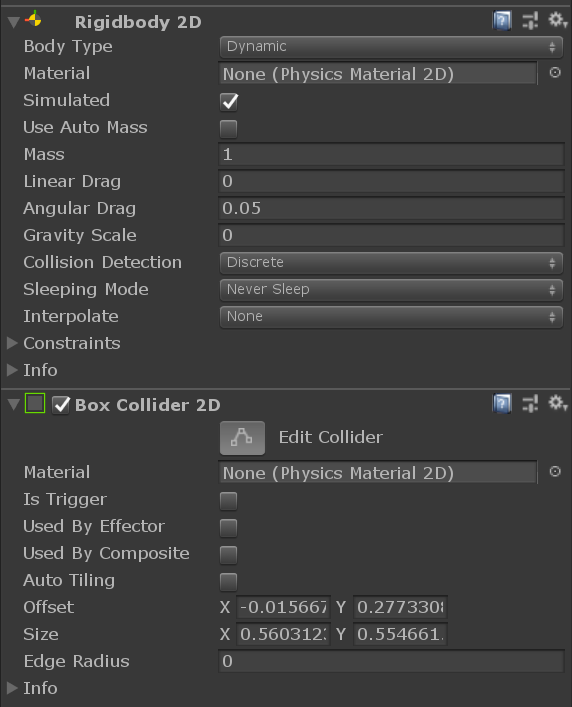 Rigidbody 2D
Body Type Dynamic
Material None (Physics Material 2D)
Simulated
Use Auto Mass
Mass 1
Linear Drag 0
Angular Drag 0.05
Gravity Scale 0
Collision Detection Discrete
Sleeping Mode Never Sleep
Interpolate None
Constraints
Info
Box Collider 2D
Edit Collider
Material None (Physics Material 2D)
Is Trigger
Used By Effector
Used By Composite
Auto Tiling
Offset X -0.015667 Y 0.2773308
Size X 0.5603123 Y 0.554661
Edge Radius 0
Info